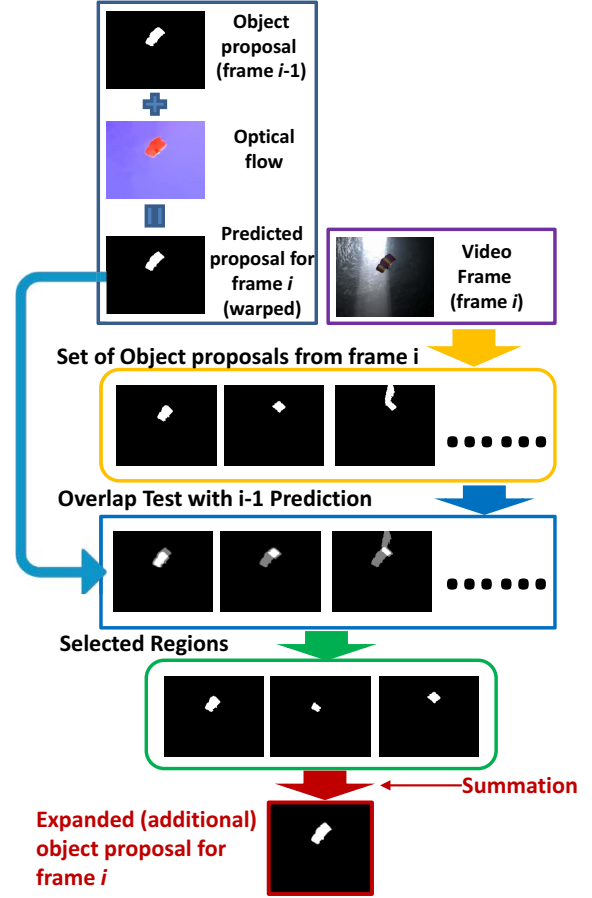 Object
proposal
(frame i-1)
Optical
flow
Predicted
proposal for
frame i
(warped)
Video
Frame
(frame i)
Set of Object proposals from frame i
Overlap Test with i-1 Prediction
Selected Regions
Summation
Expanded (additional)
object proposal for
frame i